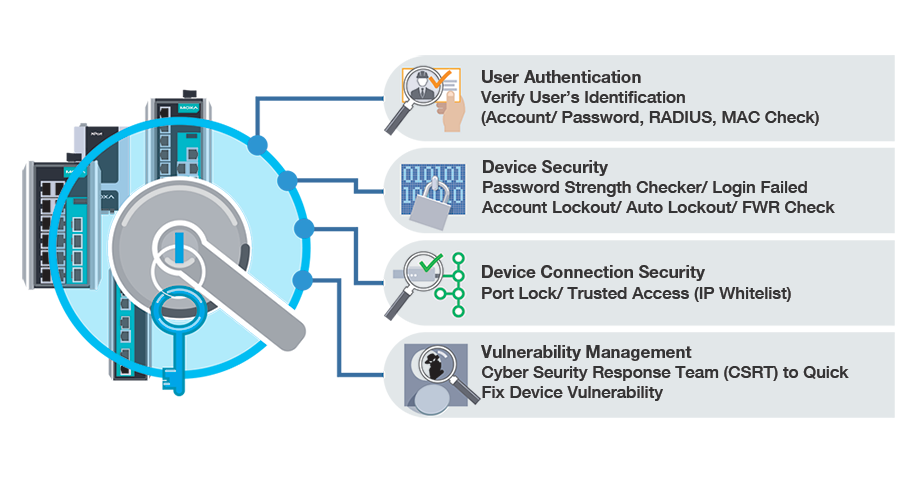 MOXA
XPort
User Authentication
Verify User's Identification
(Account/ Password, RADIUS, MAC Check)
Device Security
Password Strength Checker/ Login Failed
Account Lockout/ Auto Lockout/ FWR Check
Device Connection Security
Port Lock/ Trusted Access (IP Whitelist)
Vulnerability Management
Cyber Seurity Response Team (CSRT) to Quick
Fix Device Vulnerability